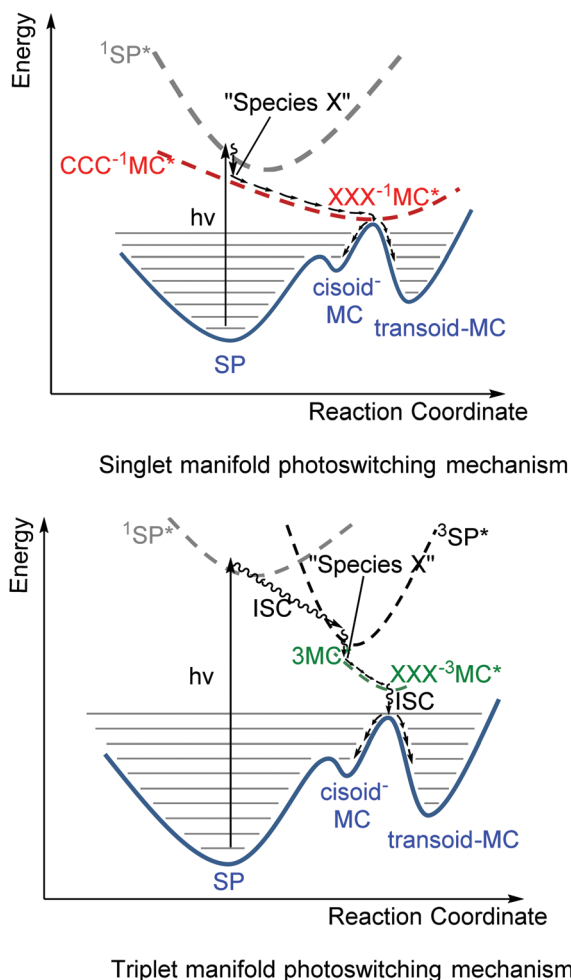 Energy
¹SP*
"Species X"
CCC-¹MC*
XXX-¹MC*
hv
cisoid-
MC
transoid-MC
SP
Reaction Coordinate
Singlet manifold photoswitching mechanism
Energy
¹SP*
³SP*
"Species X"
ISC
3MC
XXX-³MC*
hv
ISC
cisoid-
MC
transoid-MC
SP
Reaction Coordinate
Triplet manifold photoswitching mechanism